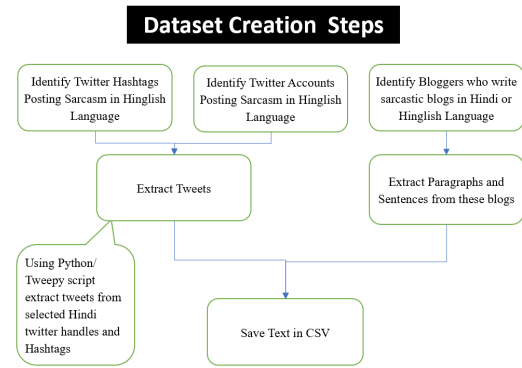 Dataset Creation Steps
Identify Twitter Hashtags
Posting Sarcasm in Hinglish
Language
Identify Twitter Accounts
Posting Sarcasm in Hinglish
Language
Identify Bloggers who write
sarcastic blogs in Hindi or
Hinglish Language
Extract Tweets
Extract Paragraphs and
Sentences from these blogs
Using Python/
Tweepy script
extract tweets from
selected Hindi
twitter handles and
Hashtags
Save Text in CSV